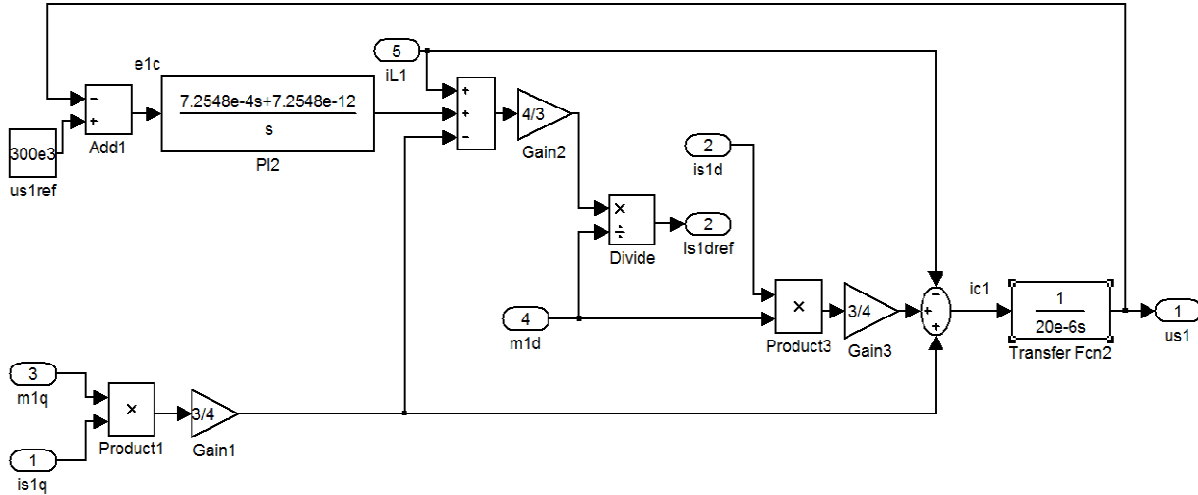 5
iL1
e1c
7.2548e-4s+7.2548e-12
s
PI2
−
+
Add1
300e3
us1ref
+
+
−
4/3
Gain2
2
is1d
×
÷
Divide
2
Is1dref
4
m1d
×
Product3
3/4
Gain3
−
+
+
ic1
1
20e-6s
Transfer Fcn2
1
us1
3
m1q
×
Product1
3/4
Gain1
1
is1q